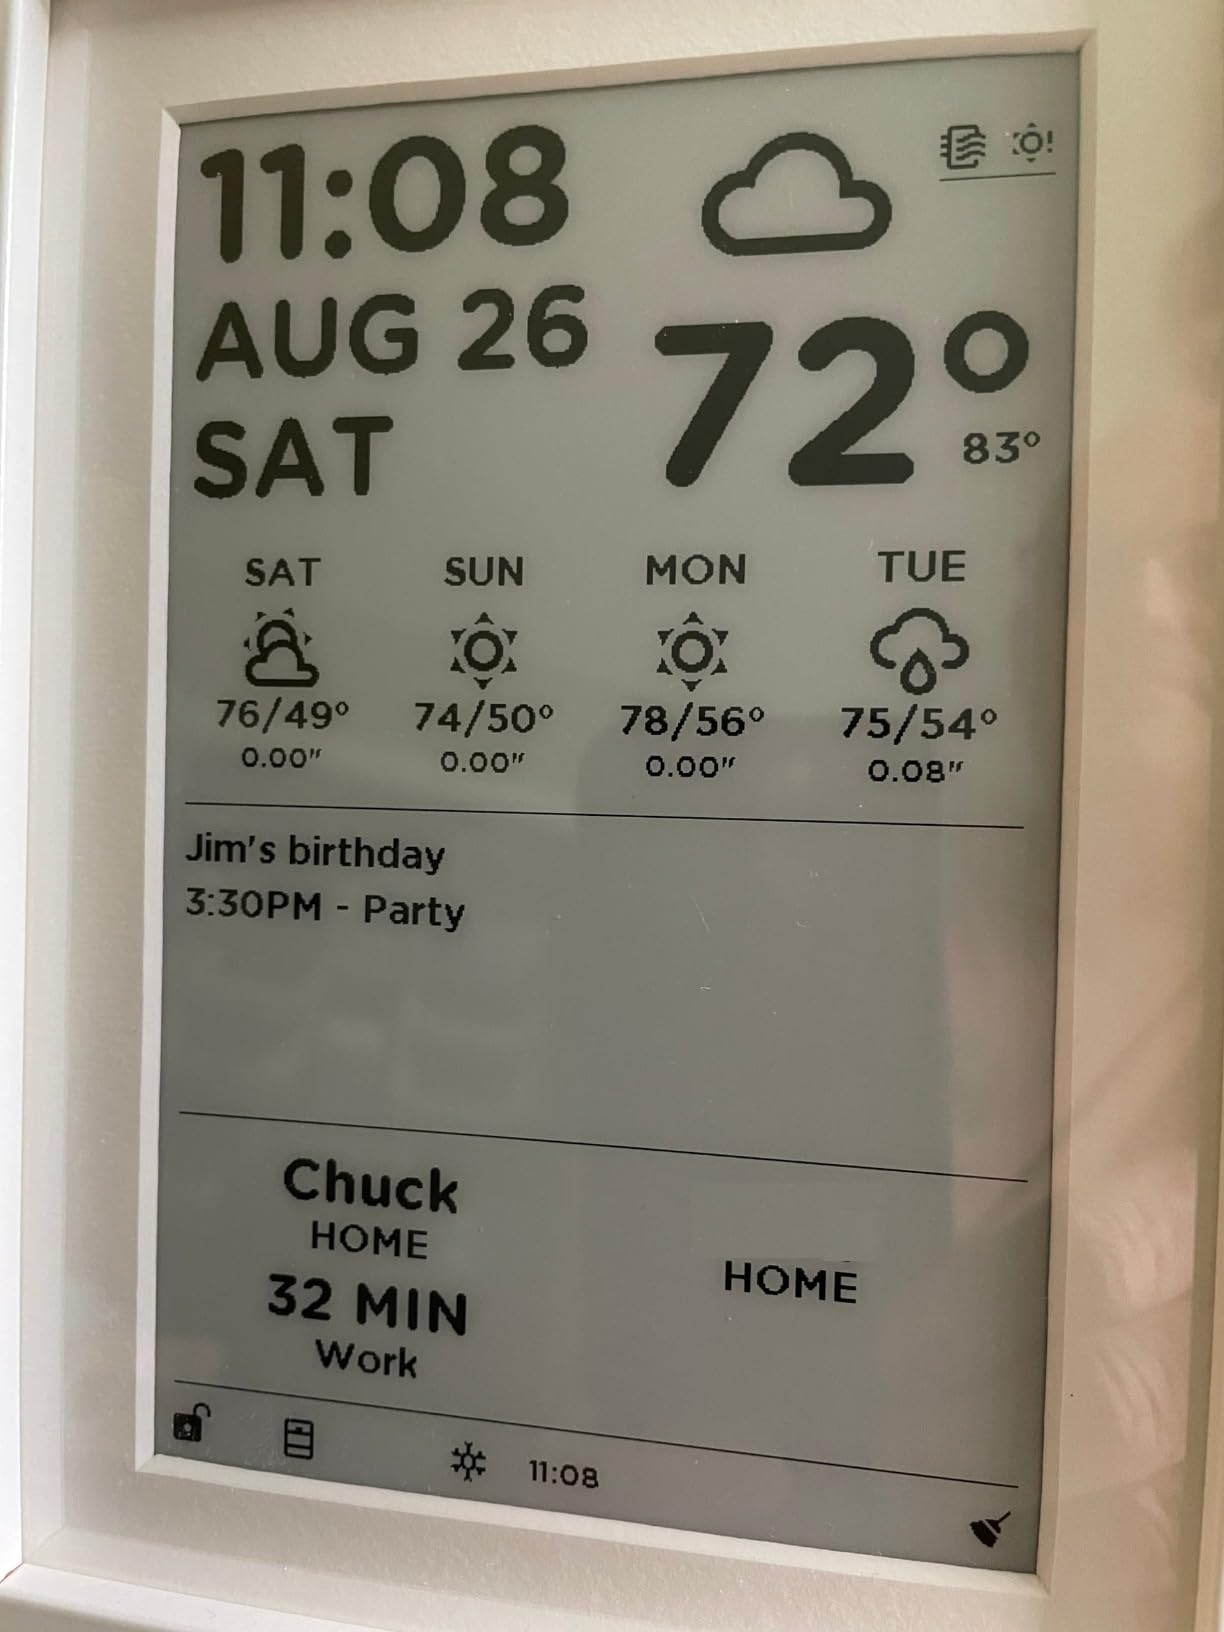 11:08
AUG 26
SAT
72°
83°
SAT SUN MON TUE
76/49° 74/50° 78/56° 75/54°
0.00" 0.00" 0.00" 0.08"
Jim's birthday
3:30PM - Party
Chuck
HOME
32 MIN
Work
HOME
11:08